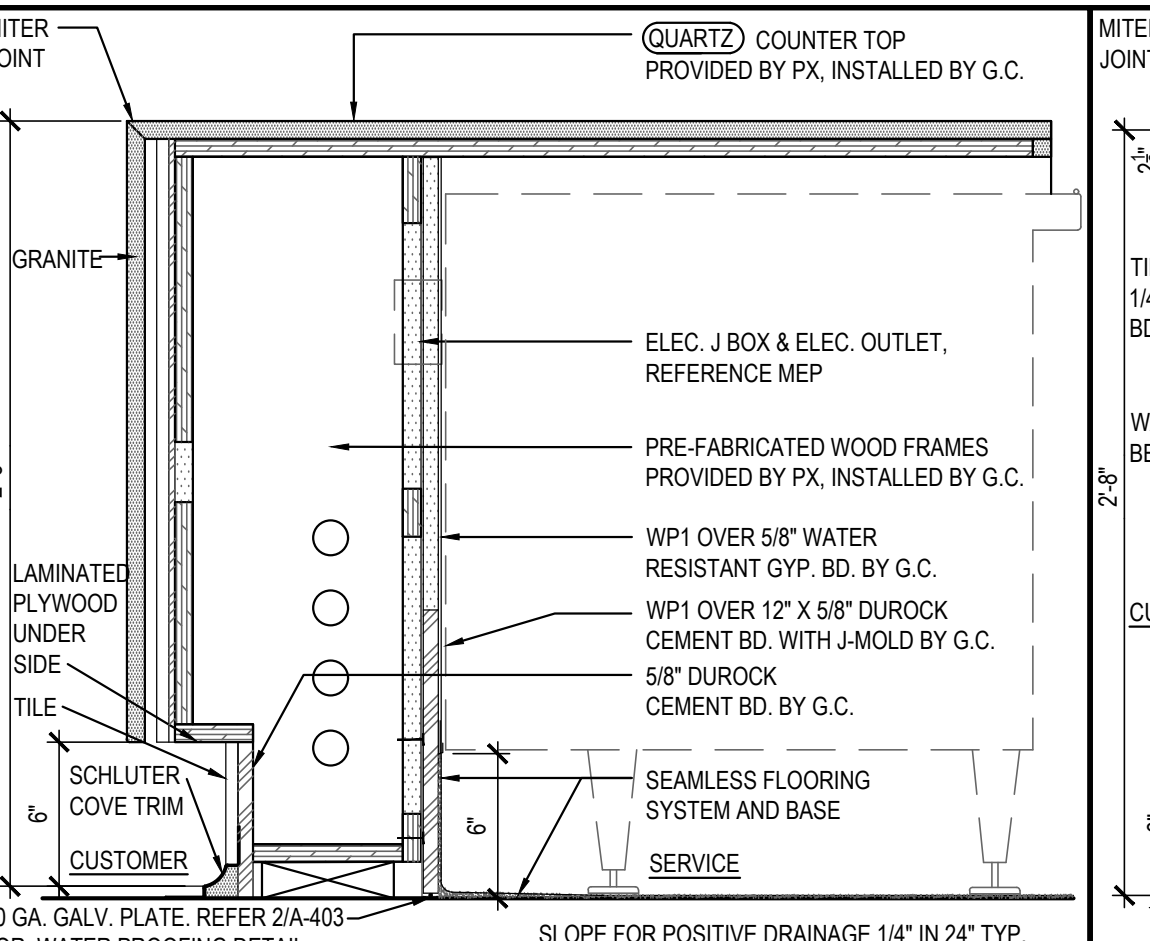 MITER
JOINT
QUARTZ COUNTER TOP
PROVIDED BY PX, INSTALLED BY G.C.
MITER
JOINT
GRANITE
ELEC. J BOX & ELEC. OUTLET,
REFERENCE MEP
PRE-FABRICATED WOOD FRAMES
PROVIDED BY PX, INSTALLED BY G.C.
2'-8"
WP1 OVER 5/8" WATER
RESISTANT GYP. BD. BY G.C.
LAMINATED
PLYWOOD
UNDER
SIDE
WP1 OVER 12" X 5/8" DUROCK
CEMENT BD. WITH J-MOLD BY G.C.
5/8" DUROCK
CEMENT BD. BY G.C.
TILE
SCHLUTER
COVE TRIM
6"
CUSTOMER
6"
SEAMLESS FLOORING
SYSTEM AND BASE
SERVICE
GA. GALV. PLATE. REFER 2/A-403
WATER PROOFING DETAIL
SLOPE FOR POSITIVE DRAINAGE 1/4" IN 24" TYP.